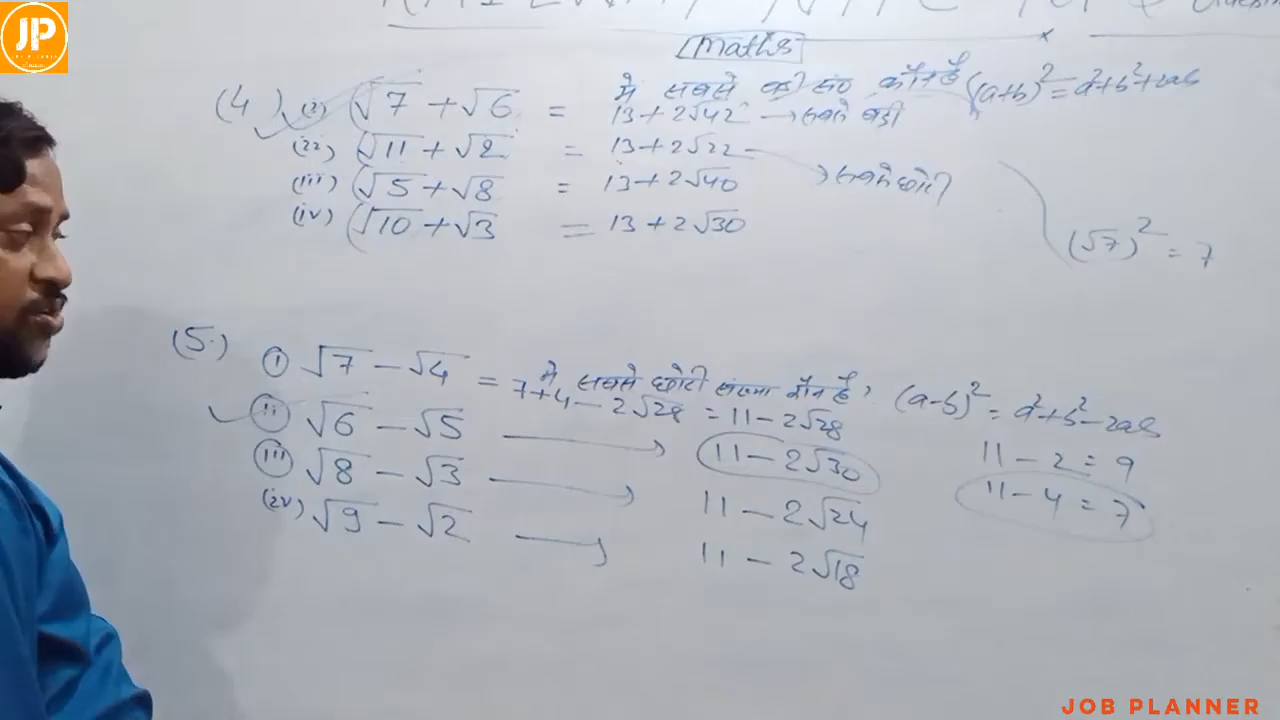 JP
Maths
(4) (i) (√7 + √6 = में सबसे बड़ी सं० कौन है (a+b)² = a²+b²+2ab
13 + 2√42 → सबसे बड़ी
(ii) (√11 + √2 = 13 + 2√22 → सबसे छोटी
(iii) (√5 + √8 = 13 + 2√40
(iv) (√10 + √3 = 13 + 2√30
(√7)² = 7
(5.) (i) √7 − √4 = में सबसे छोटी संख्या कौन है, (a-b)² = a²+b²−2ab
7+4 − 2√28 = 11 − 2√28
(ii) √6 − √5 → 11 − 2√30
11 − 2 = 9
(iii) √8 − √3 → 11 − 2√24
11 − 4 = 7
(iv) √9 − √2 → 11 − 2√18
JOB PLANNER